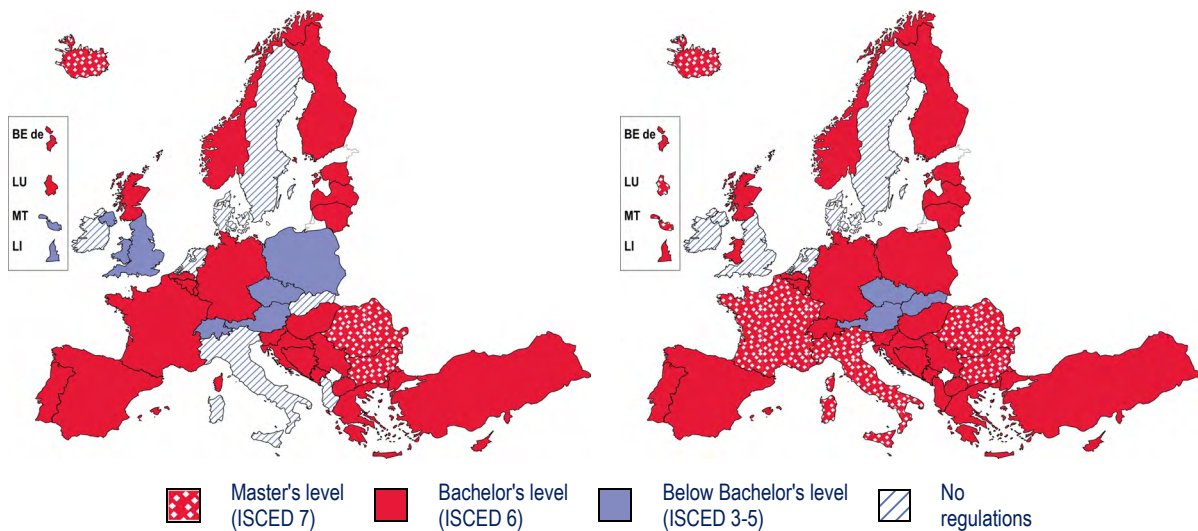 BE de
LU
MT
LI
BE de
LU
MT
LI
Master's level
(ISCED 7)
Bachelor's level
(ISCED 6)
Below Bachelor's level
(ISCED 3-5)
No
regulations